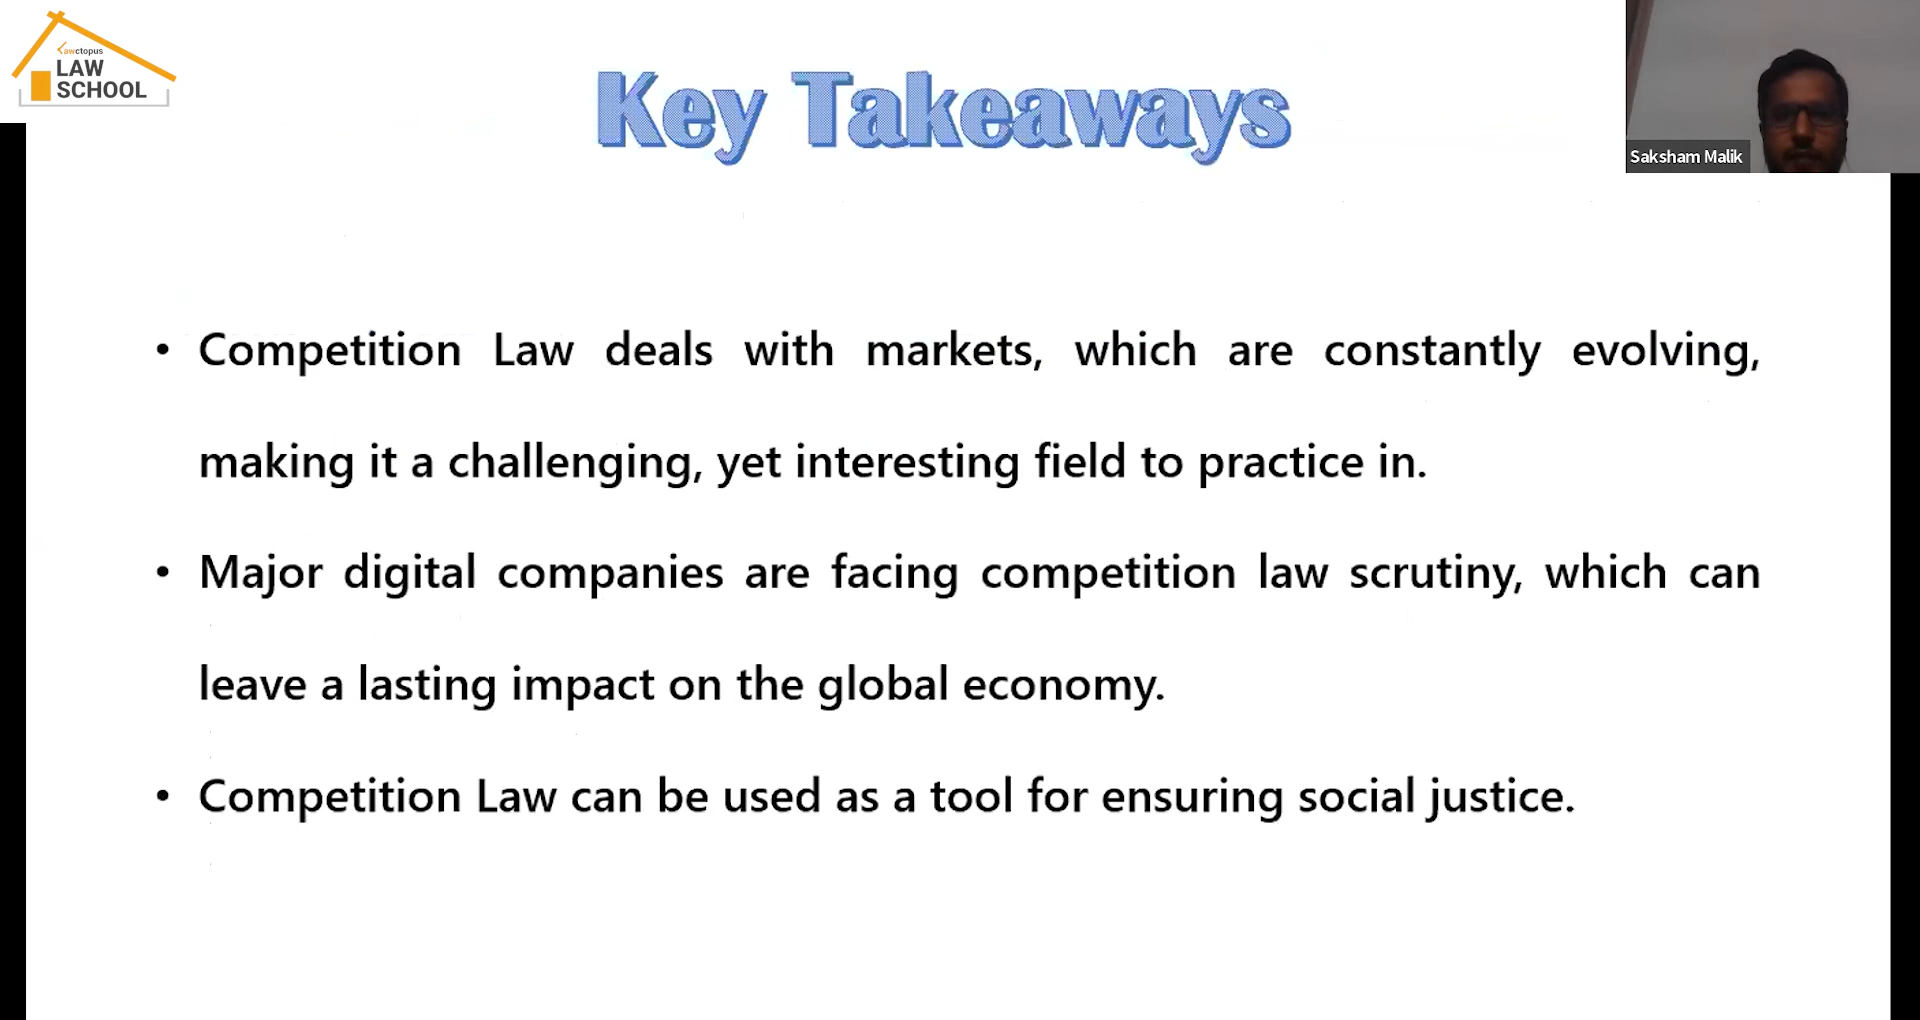 Lawctopus
LAW
SCHOOL
Key Takeaways
Saksham Malik
• Competition Law deals with markets, which are constantly evolving,
making it a challenging, yet interesting field to practice in.
• Major digital companies are facing competition law scrutiny, which can
leave a lasting impact on the global economy.
• Competition Law can be used as a tool for ensuring social justice.